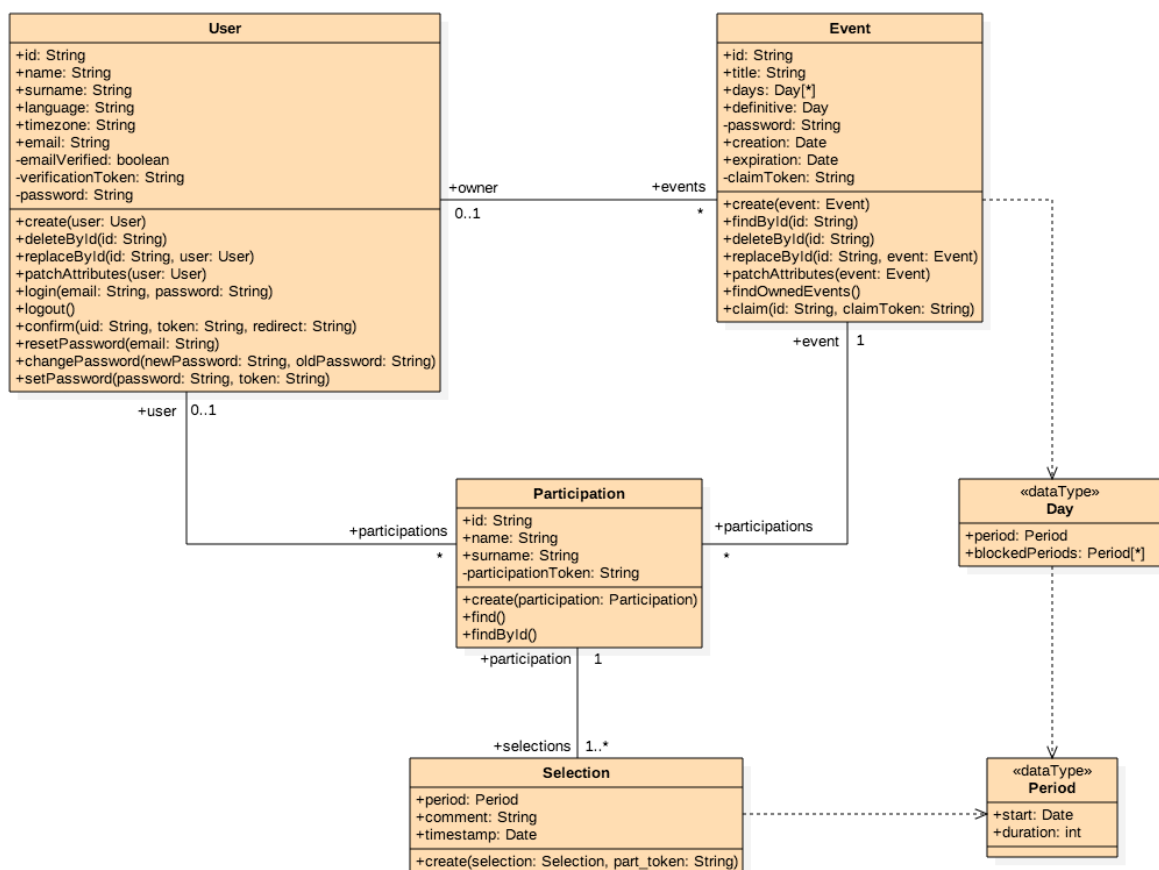 User
+id: String
+name: String
+surname: String
+language: String
+timezone: String
+email: String
-emailVerified: boolean
-verificationToken: String
-password: String
+create(user: User)
+deleteById(id: String)
+replaceById(id: String, user: User)
+patchAttributes(user: User)
+login(email: String, password: String)
+logout()
+confirm(uid: String, token: String, redirect: String)
+resetPassword(email: String)
+changePassword(newPassword: String, oldPassword: String)
+setPassword(password: String, token: String)
+owner
0..1
+events
*
Event
+id: String
+title: String
+days: Day[*]
+definitive: Day
-password: String
+creation: Date
+expiration: Date
-claimToken: String
+create(event: Event)
+findById(id: String)
+deleteById(id: String)
+replaceById(id: String, event: Event)
+patchAttributes(event: Event)
+findOwnedEvents()
+claim(id: String, claimToken: String)
+user
0..1
+event
1
+participations
*
+participations
*
Participation
+id: String
+name: String
+surname: String
-participationToken: String
+create(participation: Participation)
+find()
+findById()
«dataType»
Day
+period: Period
+blockedPeriods: Period[*]
+participation
1
+selections
1..*
Selection
+period: Period
+comment: String
+timestamp: Date
+create(selection: Selection, part_token: String)
«dataType»
Period
+start: Date
+duration: int